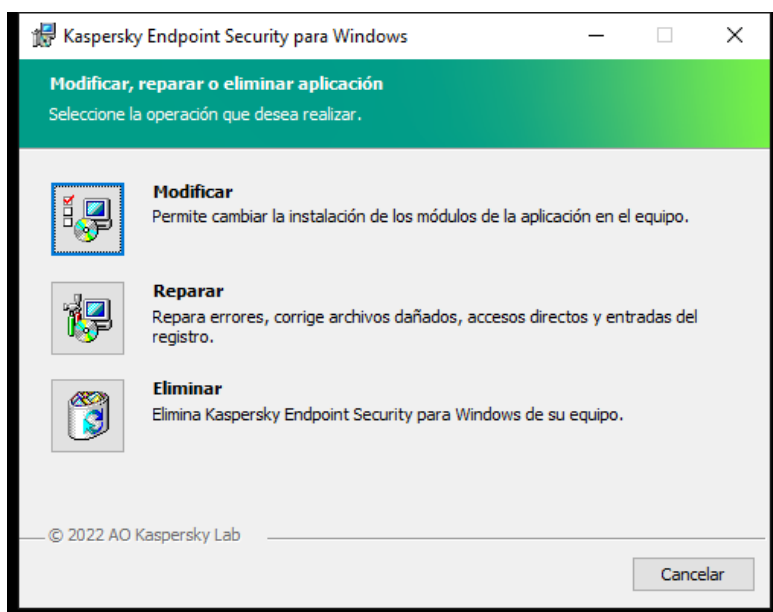 Kaspersky Endpoint Security para Windows
Modificar, reparar o eliminar aplicación
Seleccione la operación que desea realizar.
Modificar
Permite cambiar la instalación de los módulos de la aplicación en el equipo.
Reparar
Repara errores, corrige archivos dañados, accesos directos y entradas del
registro.
Eliminar
Elimina Kaspersky Endpoint Security para Windows de su equipo.
© 2022 AO Kaspersky Lab
Cancelar